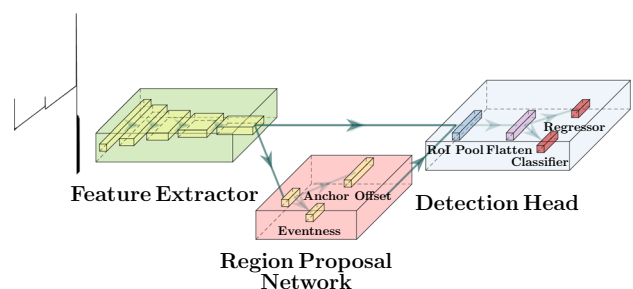 Feature Extractor
Anchor Offset
Eventness
Region Proposal
Network
RoI Pool Flatten
Regressor
Classifier
Detection Head